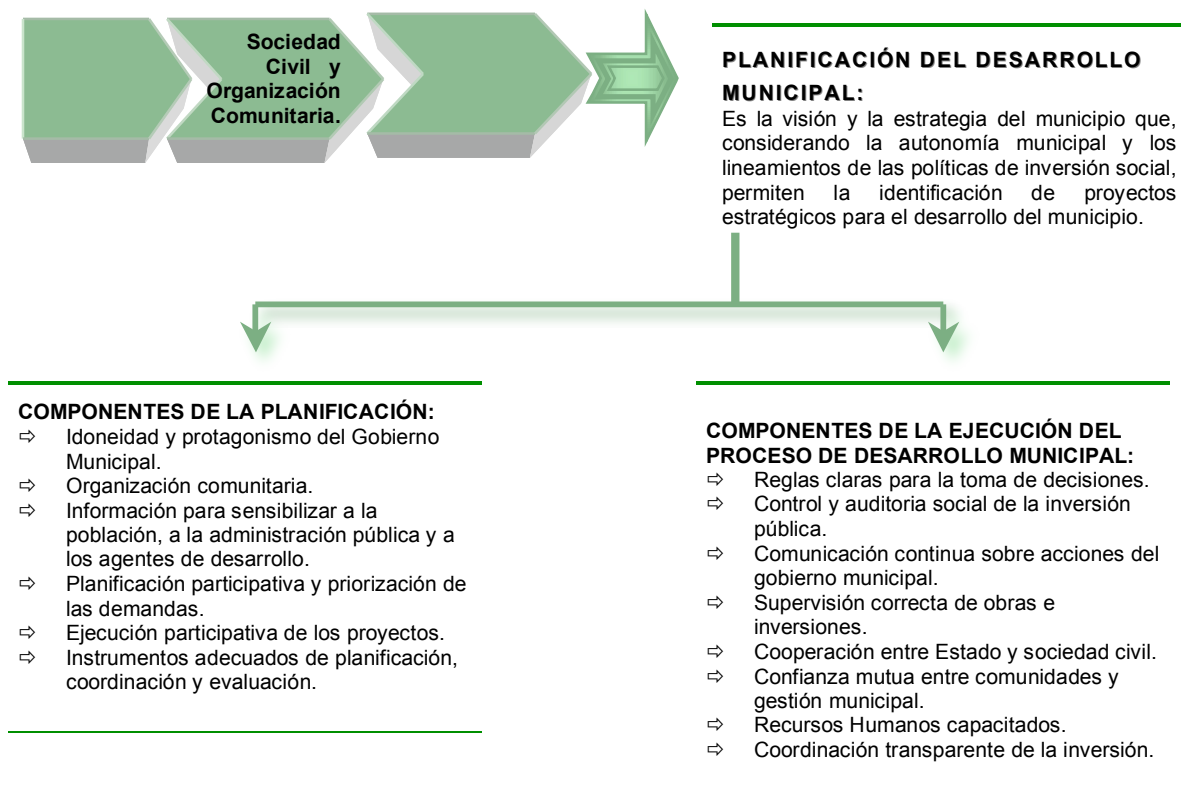 Sociedad
Civil y
Organización
Comunitaria.
PLANIFICACIÓN DEL DESARROLLO
MUNICIPAL:
Es la visión y la estrategia del municipio que,
considerando la autonomía municipal y los
lineamientos de las políticas de inversión social,
permiten la identificación de proyectos
estratégicos para el desarrollo del municipio.
COMPONENTES DE LA PLANIFICACIÓN:
⇨ Idoneidad y protagonismo del Gobierno
Municipal.
⇨ Organización comunitaria.
⇨ Información para sensibilizar a la
población, a la administración pública y a
los agentes de desarrollo.
⇨ Planificación participativa y priorización de
las demandas.
⇨ Ejecución participativa de los proyectos.
⇨ Instrumentos adecuados de planificación,
coordinación y evaluación.
COMPONENTES DE LA EJECUCIÓN DEL
PROCESO DE DESARROLLO MUNICIPAL:
⇨ Reglas claras para la toma de decisiones.
⇨ Control y auditoria social de la inversión
pública.
⇨ Comunicación continua sobre acciones del
gobierno municipal.
⇨ Supervisión correcta de obras e
inversiones.
⇨ Cooperación entre Estado y sociedad civil.
⇨ Confianza mutua entre comunidades y
gestión municipal.
⇨ Recursos Humanos capacitados.
⇨ Coordinación transparente de la inversión.